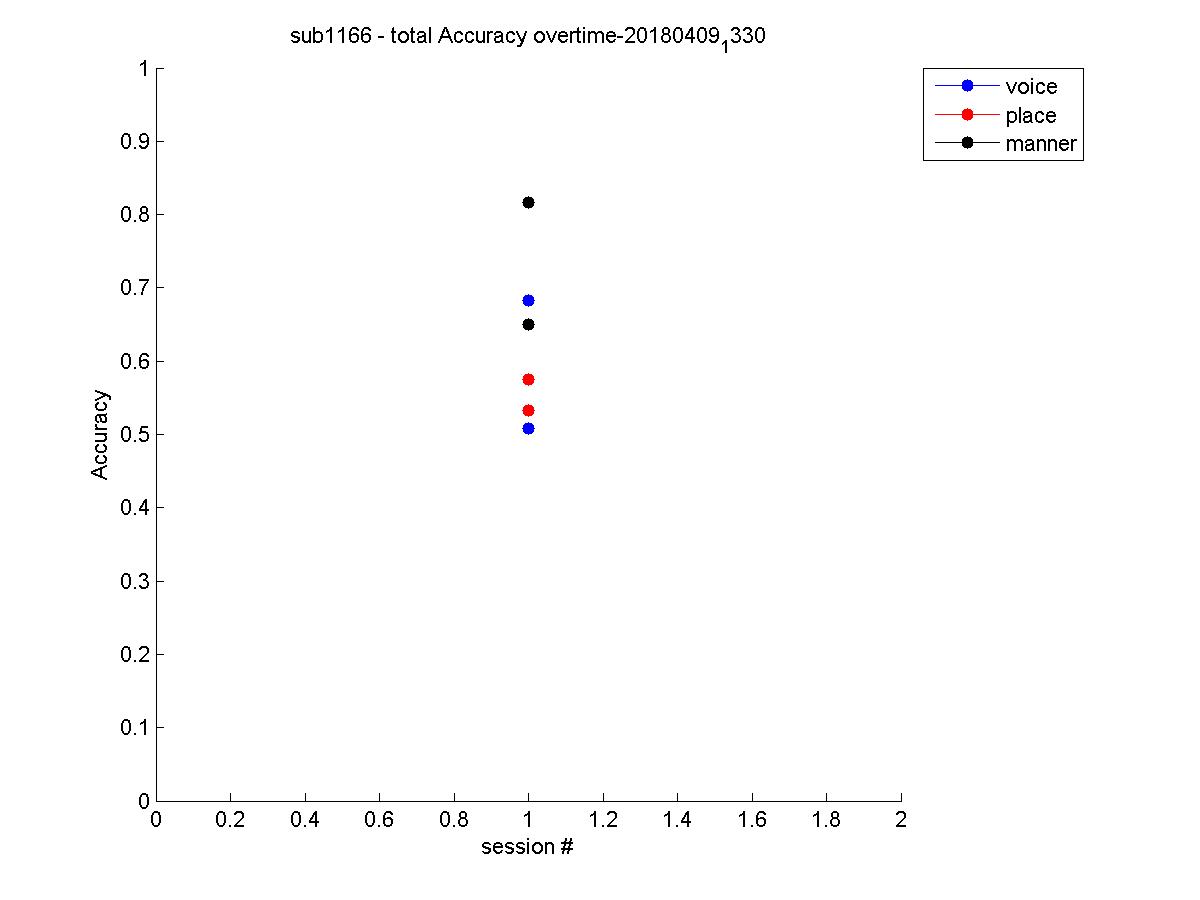 sub1166 - total Accuracy overtime-20180409₁330
voice
place
manner
1
0.9
0.8
0.7
0.6
0.5
0.4
0.3
0.2
0.1
0
Accuracy
0 0.2 0.4 0.6 0.8 1 1.2 1.4 1.6 1.8 2
session #